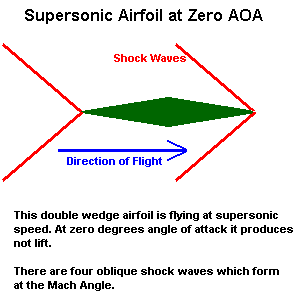 Supersonic Airfoil at Zero AOA
Shock Waves
Direction of Flight
This double wedge airfoil is flying at supersonic
speed. At zero degrees angle of attack it produces
not lift.
There are four oblique shock waves which form
at the Mach Angle.